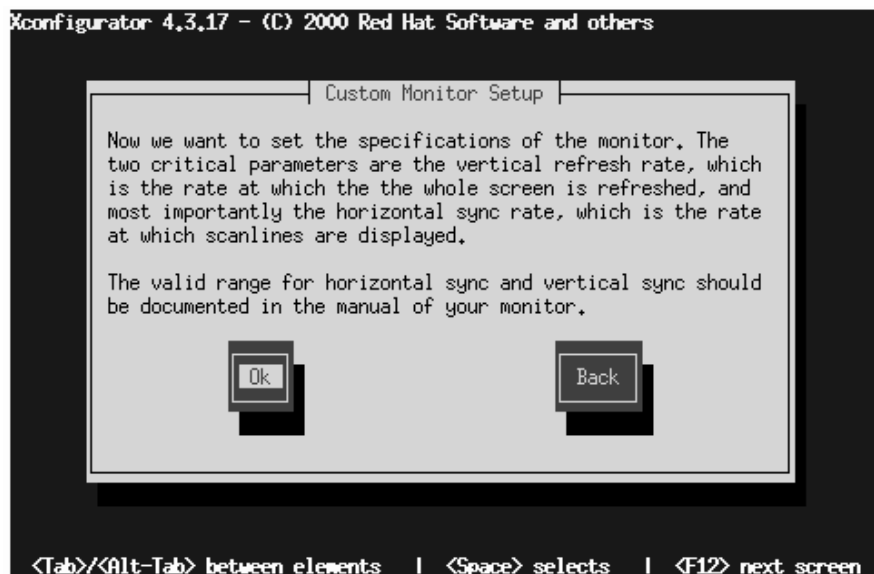 Xconfigurator 4.3.17 - (C) 2000 Red Hat Software and others
Custom Monitor Setup
Now we want to set the specifications of the monitor. The
two critical parameters are the vertical refresh rate, which
is the rate at which the the whole screen is refreshed, and
most importantly the horizontal sync rate, which is the rate
at which scanlines are displayed.
The valid range for horizontal sync and vertical sync should
be documented in the manual of your monitor.
Ok Back
<Tab>/<Alt-Tab> between elements | <Space> selects | <F12> next screen